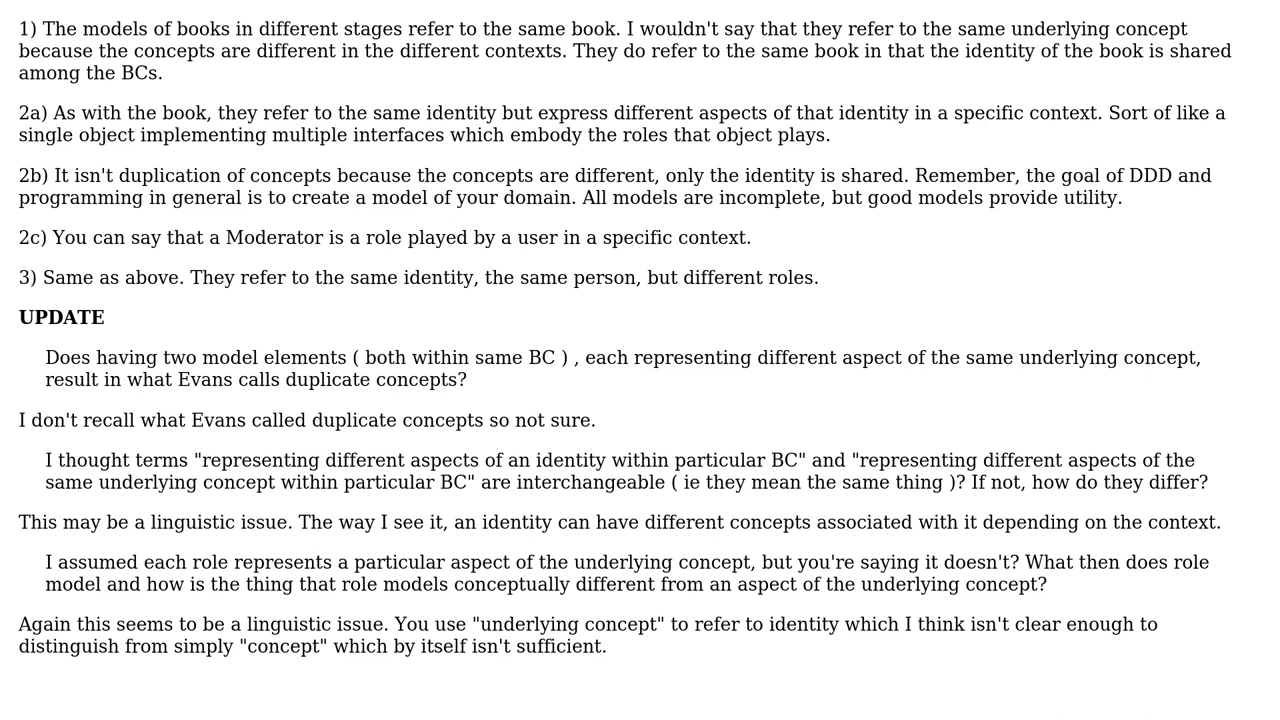 1) The models of books in different stages refer to the same book. I wouldn't say that they refer to the same underlying concept
because the concepts are different in the different contexts. They do refer to the same book in that the identity of the book is shared
among the BCs.
2a) As with the book, they refer to the same identity but express different aspects of that identity in a specific context. Sort of like a
single object implementing multiple interfaces which embody the roles that object plays.
2b) It isn't duplication of concepts because the concepts are different, only the identity is shared. Remember, the goal of DDD and
programming in general is to create a model of your domain. All models are incomplete, but good models provide utility.
2c) You can say that a Moderator is a role played by a user in a specific context.
3) Same as above. They refer to the same identity, the same person, but different roles.
UPDATE
Does having two model elements ( both within same BC ) , each representing different aspect of the same underlying concept,
result in what Evans calls duplicate concepts?
I don't recall what Evans called duplicate concepts so not sure.
I thought terms "representing different aspects of an identity within particular BC" and "representing different aspects of the
same underlying concept within particular BC" are interchangeable ( ie they mean the same thing )? If not, how do they differ?
This may be a linguistic issue. The way I see it, an identity can have different concepts associated with it depending on the context.
I assumed each role represents a particular aspect of the underlying concept, but you're saying it doesn't? What then does role
model and how is the thing that role models conceptually different from an aspect of the underlying concept?
Again this seems to be a linguistic issue. You use "underlying concept" to refer to identity which I think isn't clear enough to
distinguish from simply "concept" which by itself isn't sufficient.